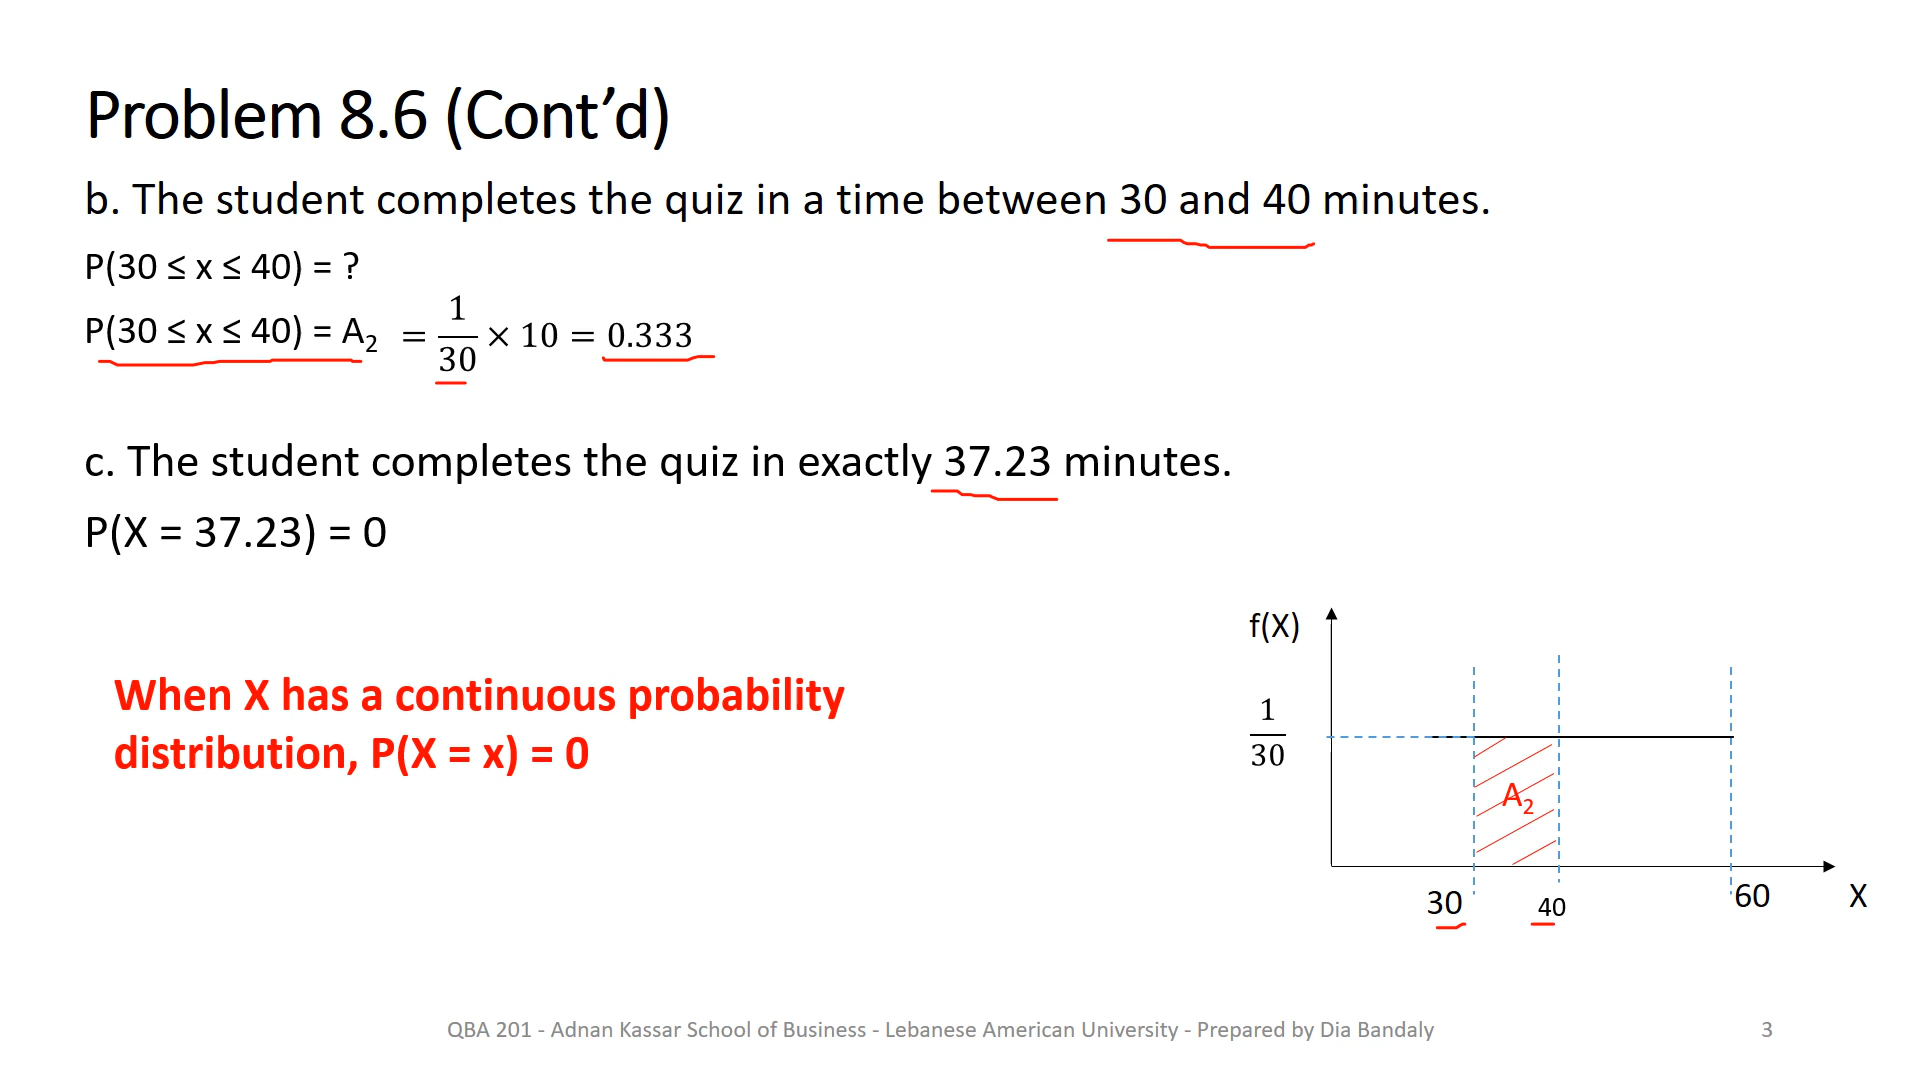 Problem 8.6 (Cont’d)
b. The student completes the quiz in a time between 30 and 40 minutes.
P(30 ≤ x ≤ 40) = ?
P(30 ≤ x ≤ 40) = A₂ = 1/30 × 10 = 0.333
c. The student completes the quiz in exactly 37.23 minutes.
P(X = 37.23) = 0
When X has a continuous probability
distribution, P(X = x) = 0
f(X)
1/30
A₂
30 40 60 X
QBA 201 - Adnan Kassar School of Business - Lebanese American University - Prepared by Dia Bandaly 3